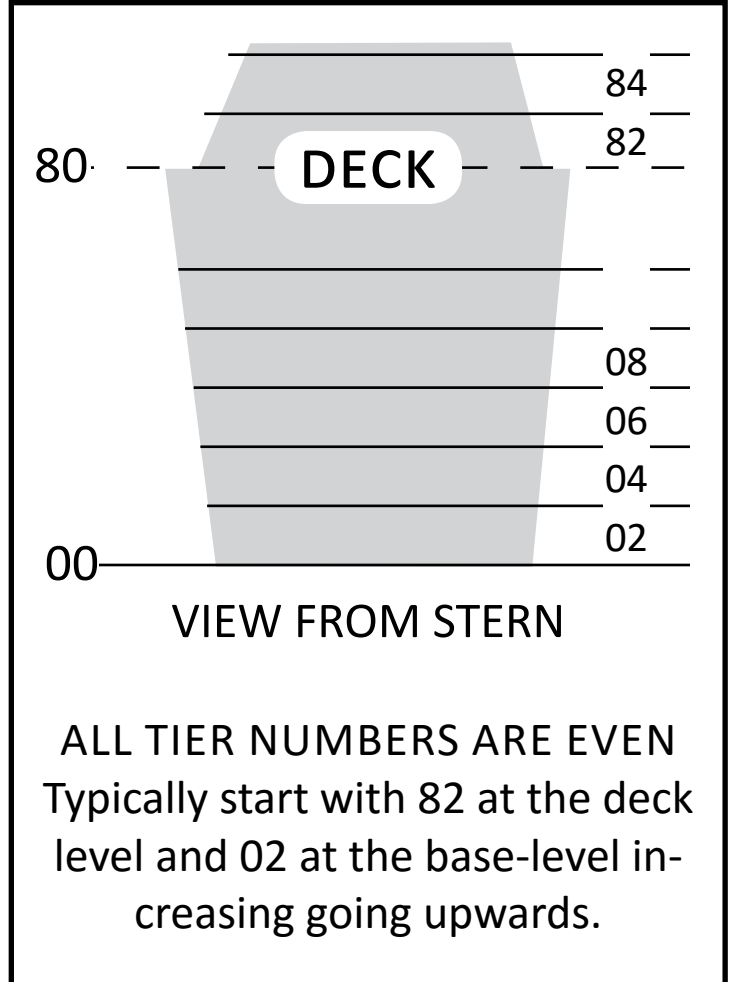 84
82
80
DECK
08
06
04
02
00
VIEW FROM STERN
ALL TIER NUMBERS ARE EVEN
Typically start with 82 at the deck
level and 02 at the base-level in-
creasing going upwards.